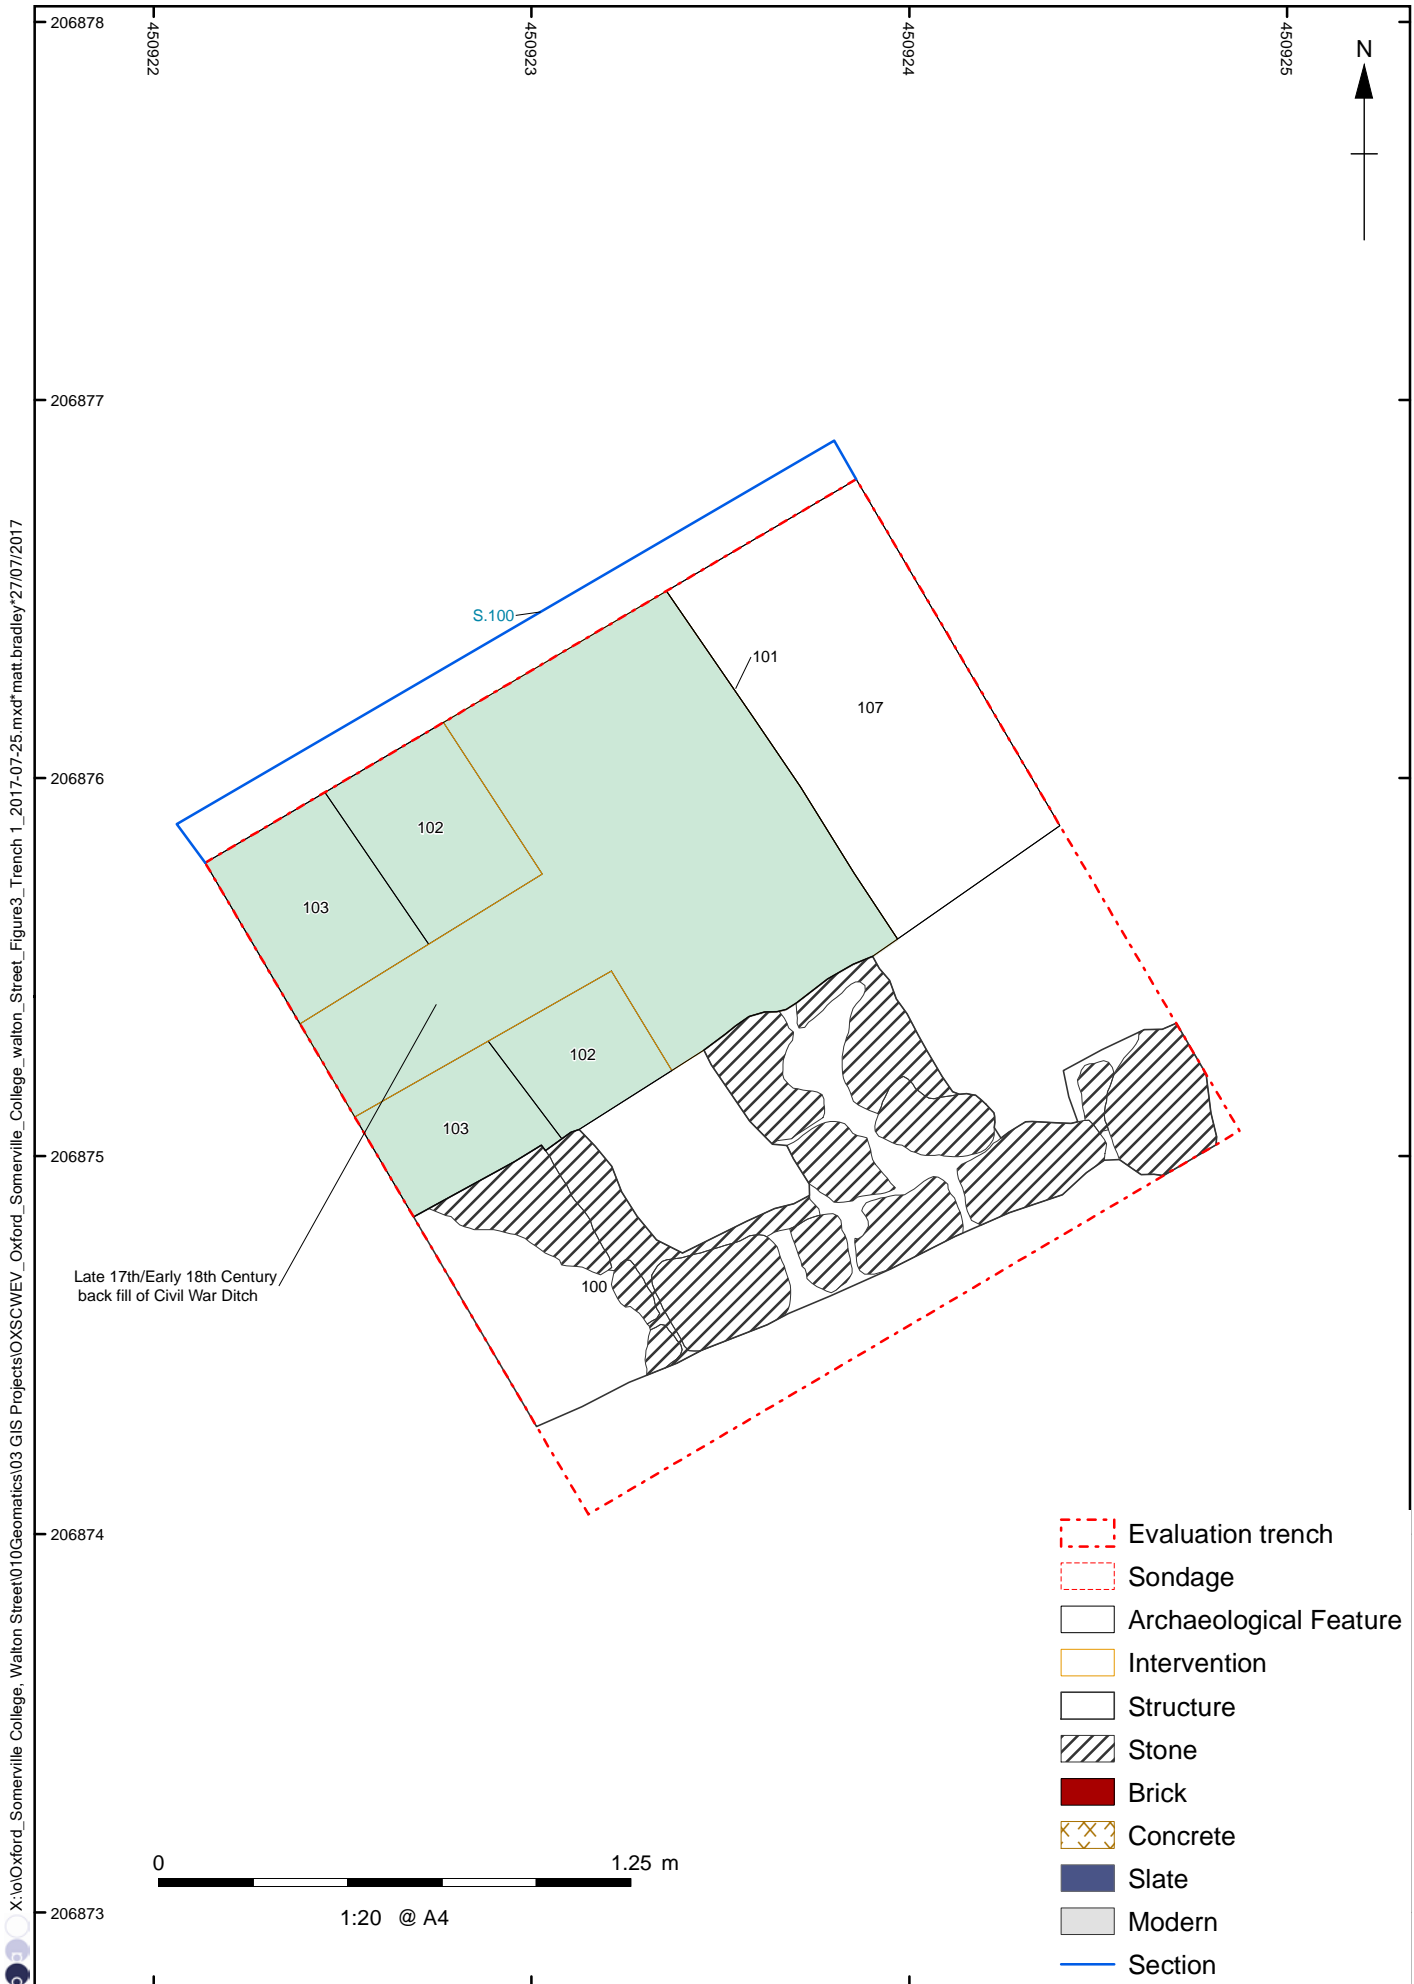 206878
450922
450923
450924
450925
N
206877
S.100
101
107
206876
102
103
102
103
206875
Late 17th/Early 18th Century
back fill of Civil War Ditch
100
206874
Evaluation trench
Sondage
Archaeological Feature
Intervention
Structure
Stone
Brick
Concrete
Slate
Modern
Section
0 1.25 m
1:20 @ A4
206873
X:\o\Oxford_Somerville College, Walton Street\010Geomatics\03 GIS Projects\OXSCWEV_Oxford_Somerville_College_walton_Street_Figure3_Trench 1_2017-07-25.mxd*matt.bradley*27/07/2017